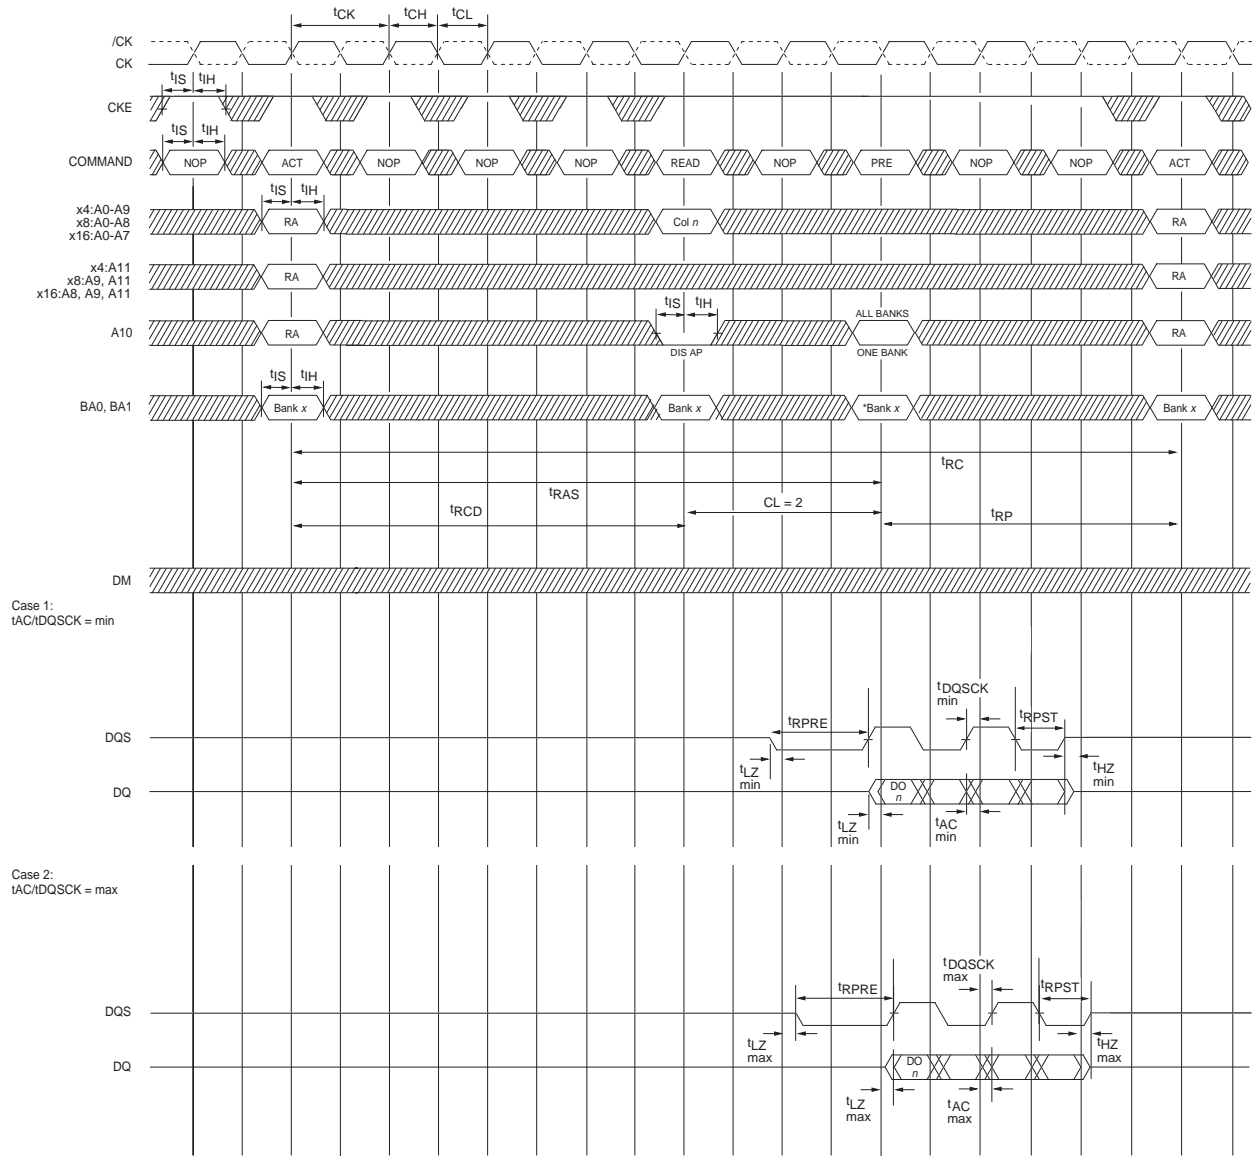 tCK tCH tCL
/CK
CK
tIS tIH
CKE
tIS tIH
COMMAND NOP ACT NOP NOP NOP READ NOP PRE NOP NOP ACT
tIS tIH
x4:A0-A9
x8:A0-A8
x16:A0-A7
RA Col n RA
x4:A11
x8:A9, A11
x16:A8, A9, A11
RA RA
tIS tIH ALL BANKS
A10 RA RA
DIS AP ONE BANK
tIS tIH
BA0, BA1 Bank x Bank x *Bank x Bank x
tRC
tRAS
CL = 2
tRCD tRP
DM
Case 1:
tAC/tDQSCK = min
tDQSCK
min
tRPRE tRPST
DQS
tLZ
min
tHZ
min
DQ DO
n
tLZ
min
tAC
min
Case 2:
tAC/tDQSCK = max
tDQSCK
max
tRPRE tRPST
DQS
tLZ
max
tHZ
max
DQ DO
n
tLZ
max
tAC
max